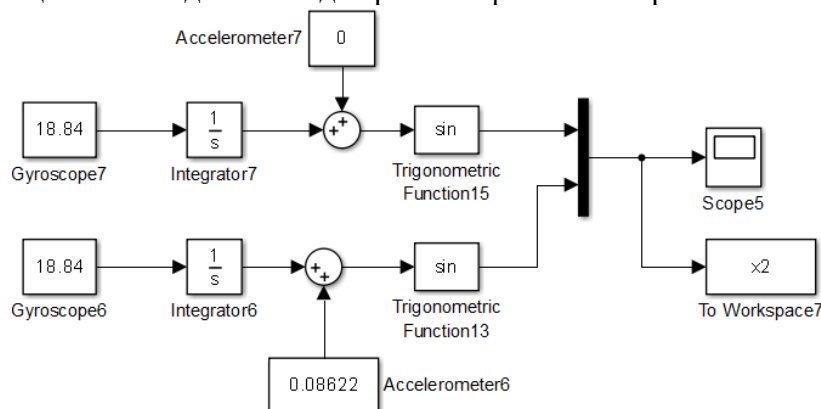 Accelerometer7
0
18.84
1
s
+
+
sin
Gyroscope7
Integrator7
Trigonometric
Function15
Scope5
18.84
1
s
+
+
sin
x2
Gyroscope6
Integrator6
Trigonometric
Function13
To Workspace7
0.08622
Accelerometer6